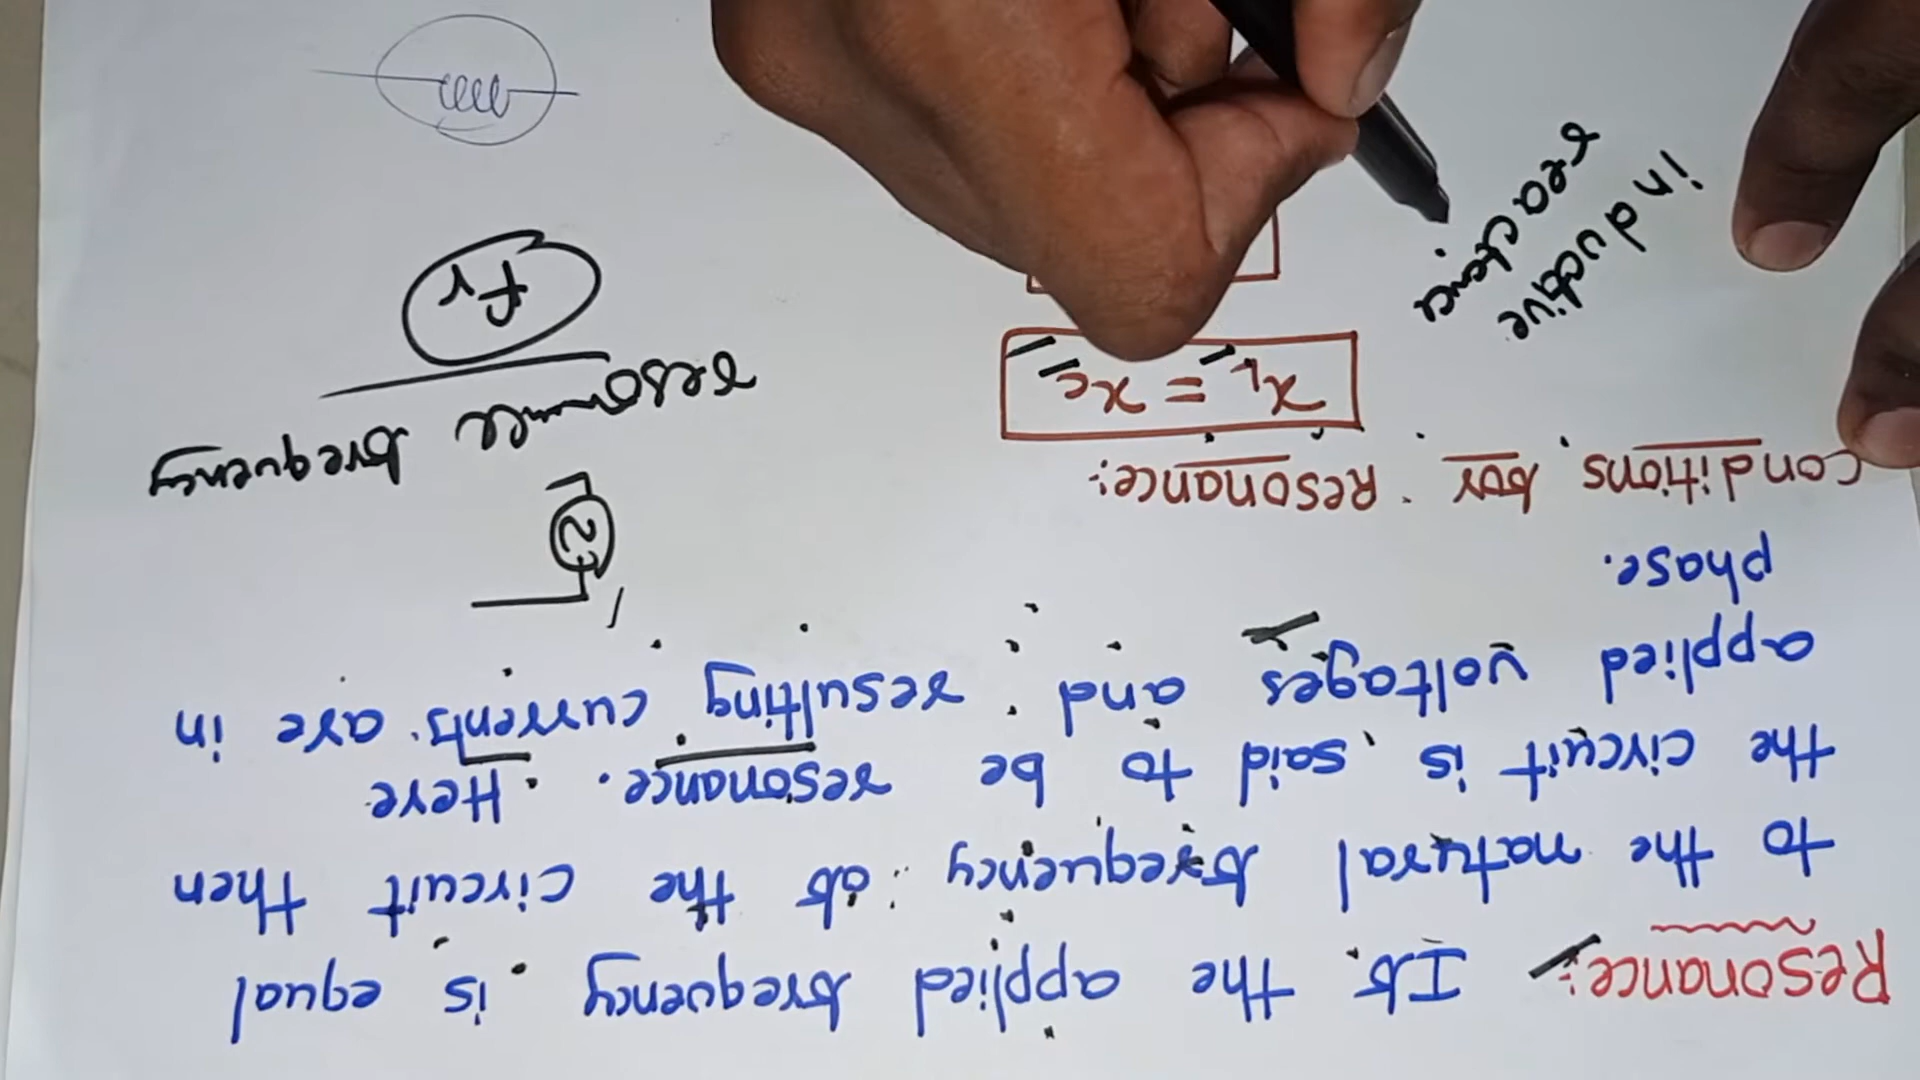 Resonance:- If the applied frequency is equal
to the natural frequency of the circuit then
the circuit is said to be resonance. Here
applied voltages and resulting currents are in
phase.
Conditions for Resonance:-
XL = XC
inductive
reactance
resonance frequency
fr